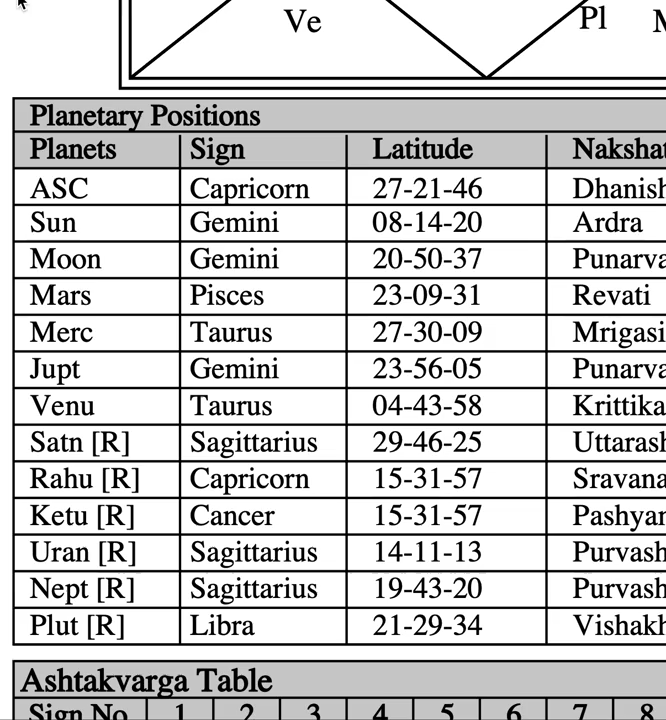 Ve Pl
Planetary Positions
Planets Sign Latitude
ASC Capricorn 27-21-46
Sun Gemini 08-14-20 Ardra
Moon Gemini 20-50-37
Mars Pisces 23-09-31 Revati
Merc Taurus 27-30-09
Jupt Gemini 23-56-05
Venu Taurus 04-43-58 Krittika
Satn [R] Sagittarius 29-46-25
Rahu [R] Capricorn 15-31-57 Sravana
Ketu [R] Cancer 15-31-57
Uran [R] Sagittarius 14-11-13
Nept [R] Sagittarius 19-43-20
Plut [R] Libra 21-29-34
Ashtakvarga Table
Sign No 1 2 3 4 5 6 7 8